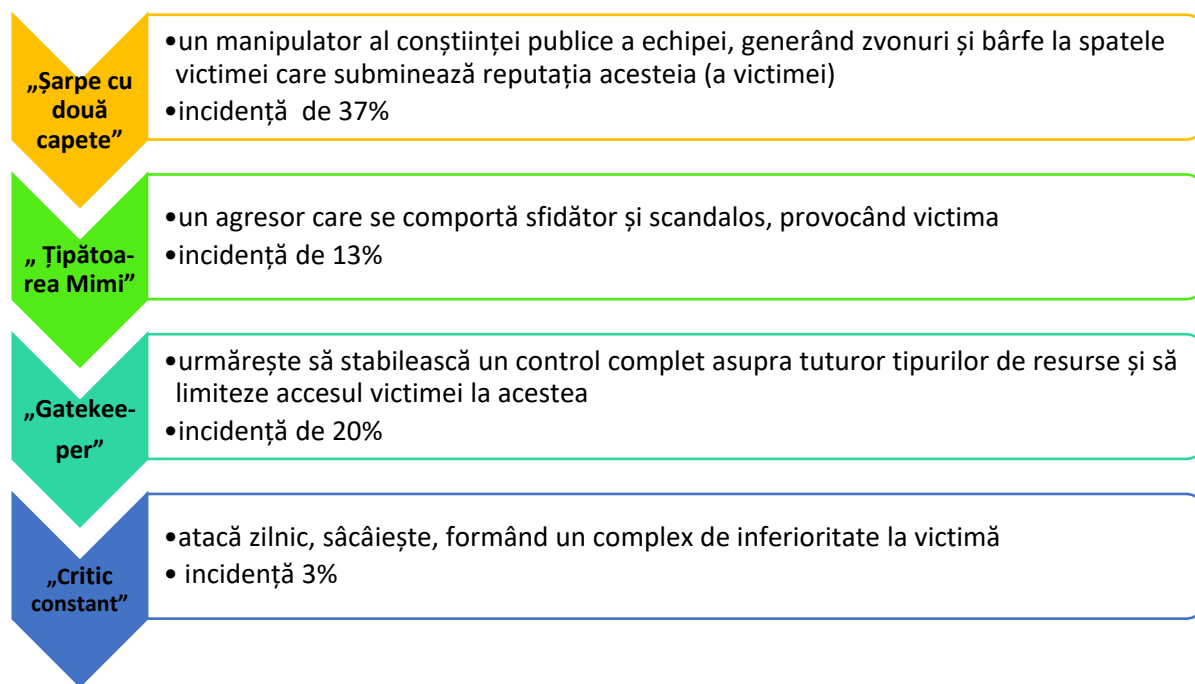 „Șarpe cu
două
capete”
•un manipulator al conștiinței publice a echipei, generând zvonuri și bârfe la spatele
victimei care subminează reputația acesteia (a victimei)
•incidență  de 37%
„ Țipătoa-
rea Mimi”
•un agresor care se comportă sfidător și scandalos, provocând victima
•incidență de 13%
„Gatekee-
per”
•urmărește să stabilească un control complet asupra tuturor tipurilor de resurse și să
limiteze accesul victimei la acestea
•incidență de 20%
„Critic
constant”
•atacă zilnic, sâcâiește, formând un complex de inferioritate la victimă
• incidență 3%